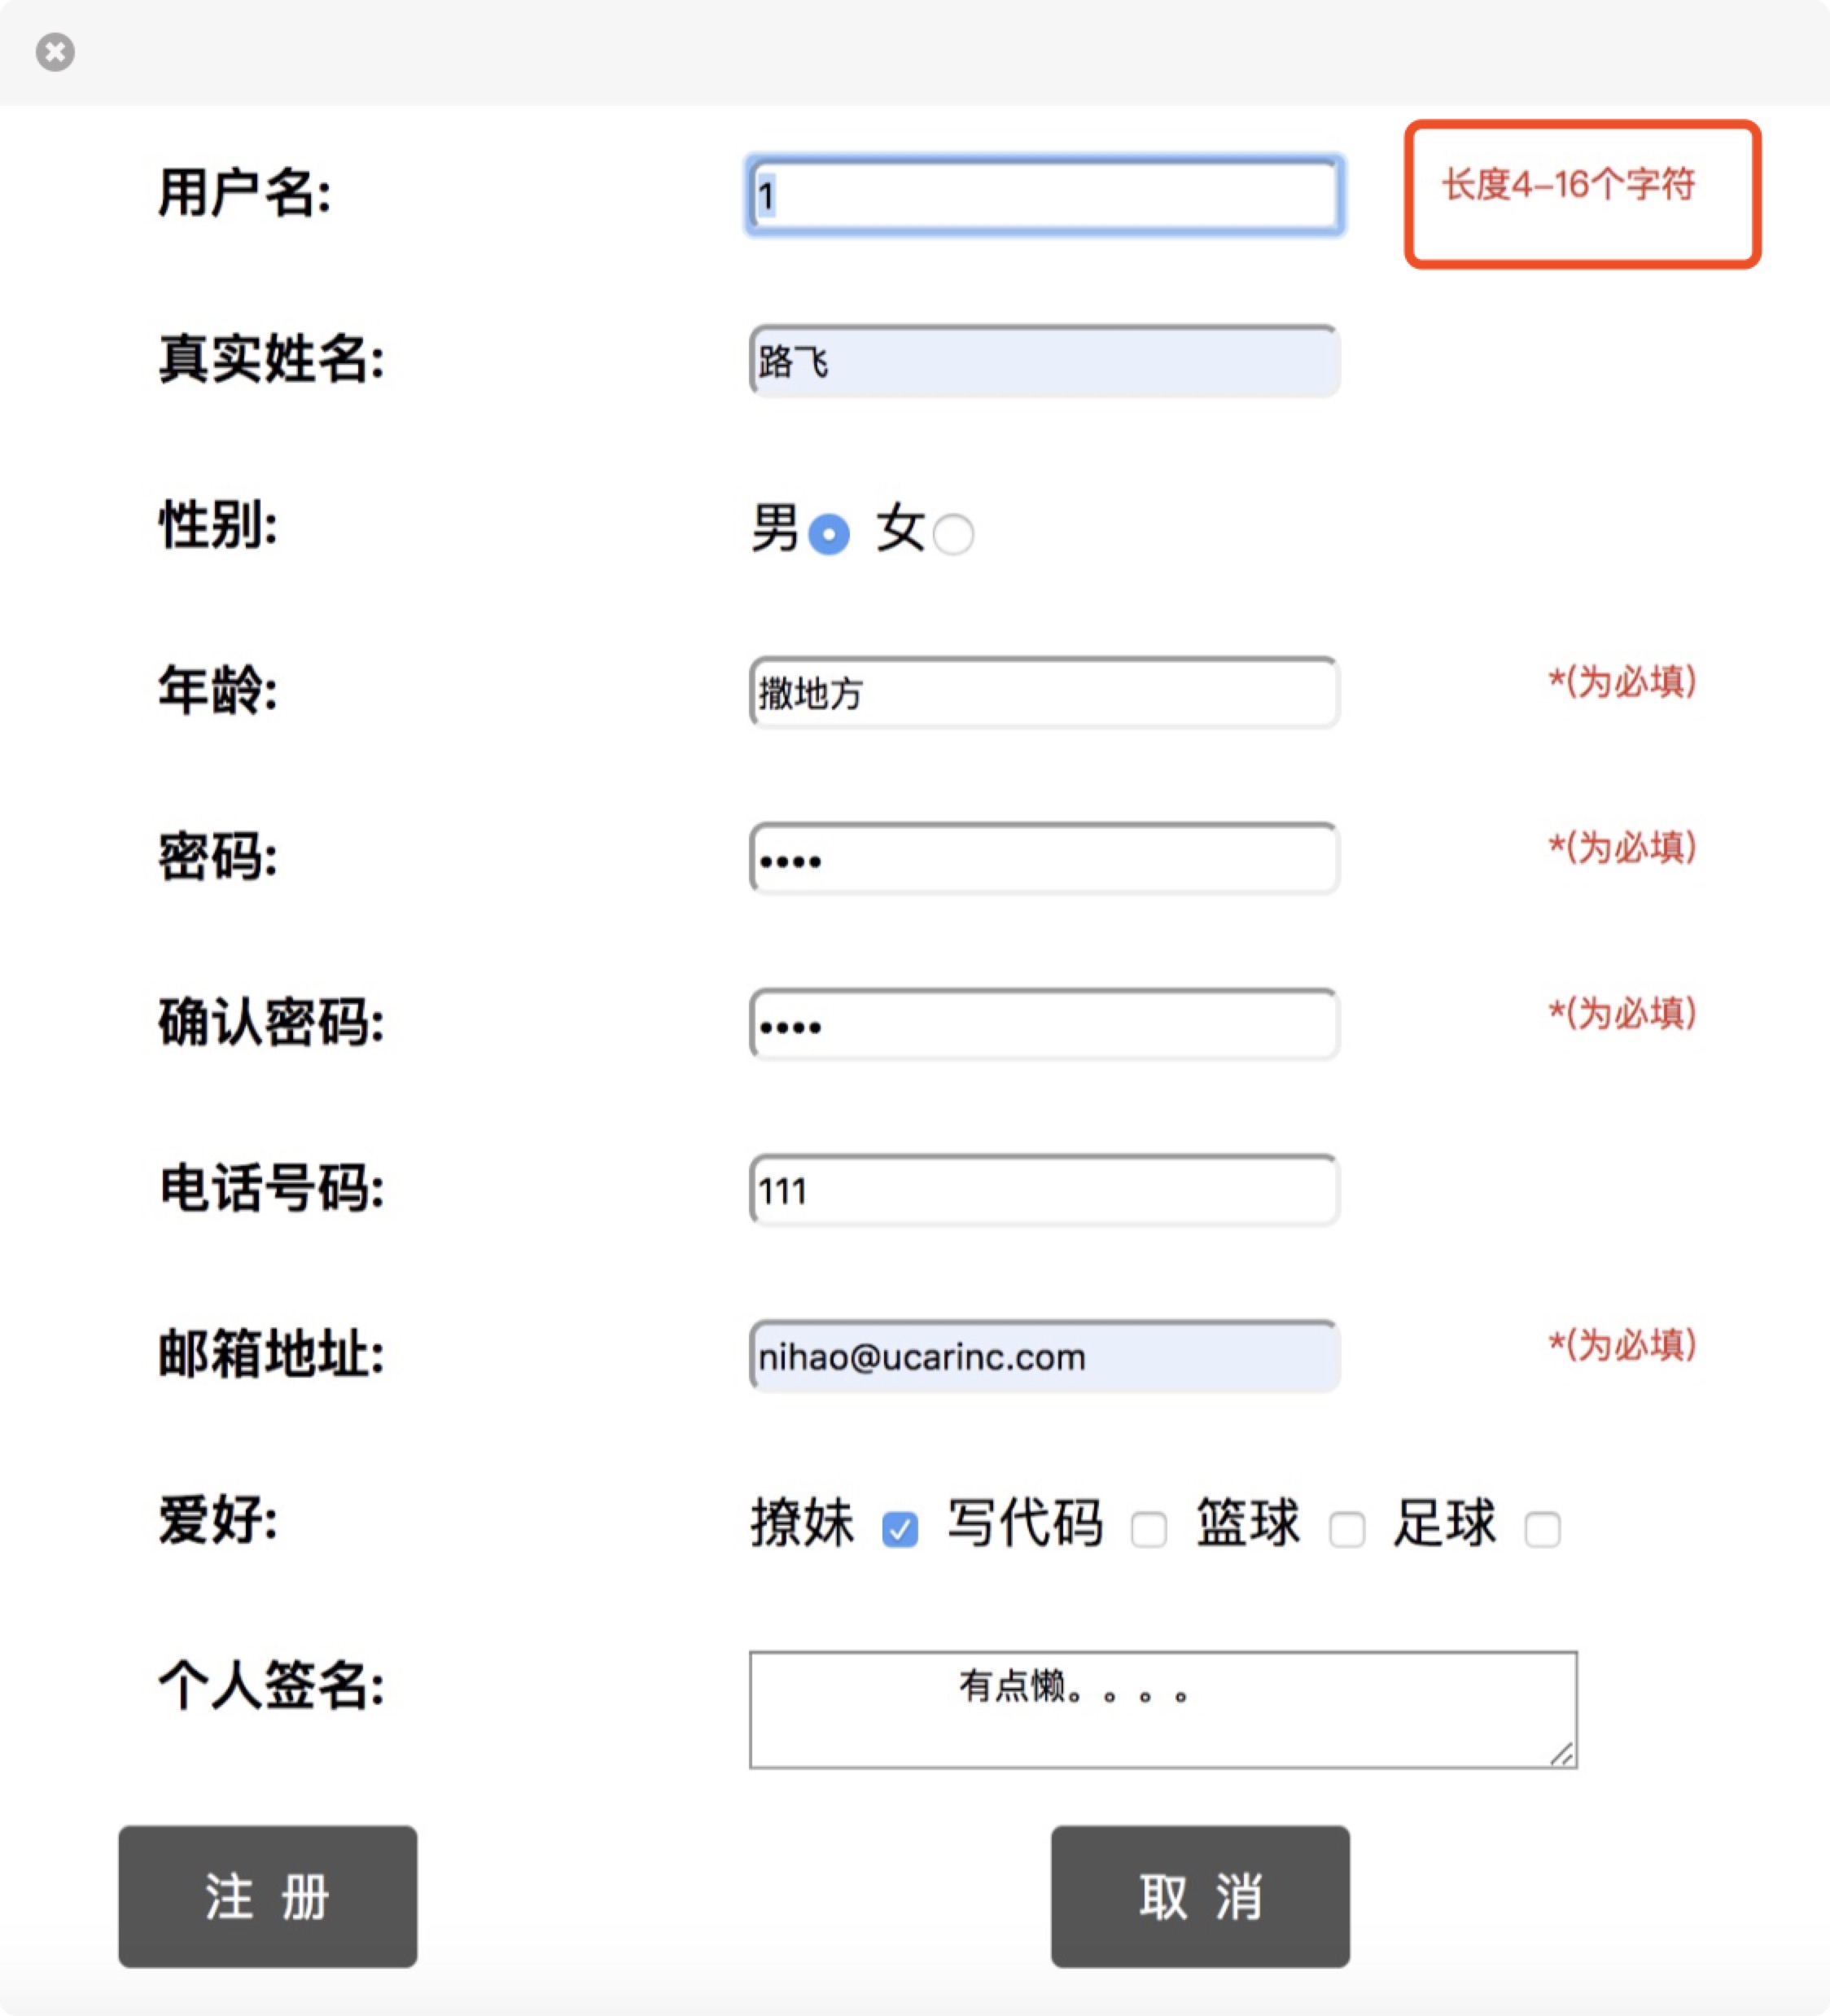 用户名: 1 长度4–16个字符
真实姓名: 路飞
性别: 男 女
年龄: 撒地方 *(为必填)
密码: •••• *(为必填)
确认密码: •••• *(为必填)
电话号码: 111
邮箱地址: nihao@ucarinc.com *(为必填)
爱好: 撩妹 写代码 篮球 足球
个人签名: 有点懒。。。。
注 册 取 消